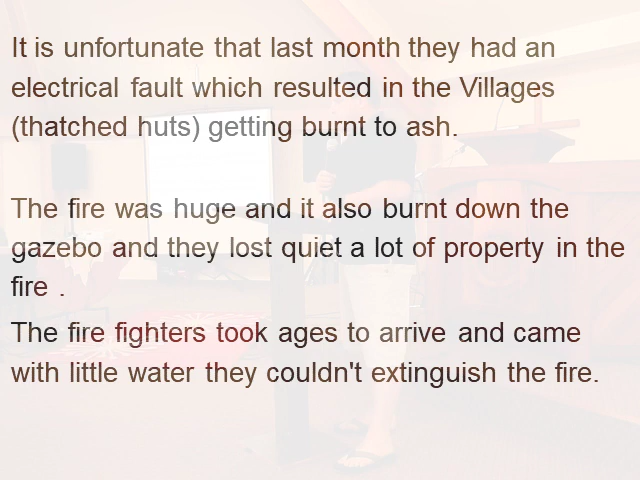 It is unfortunate that last month they had an
electrical fault which resulted in the Villages
(thatched huts) getting burnt to ash.
The fire was huge and it also burnt down the
gazebo and they lost quiet a lot of property in the
fire .
The fire fighters took ages to arrive and came
with little water they couldn't extinguish the fire.